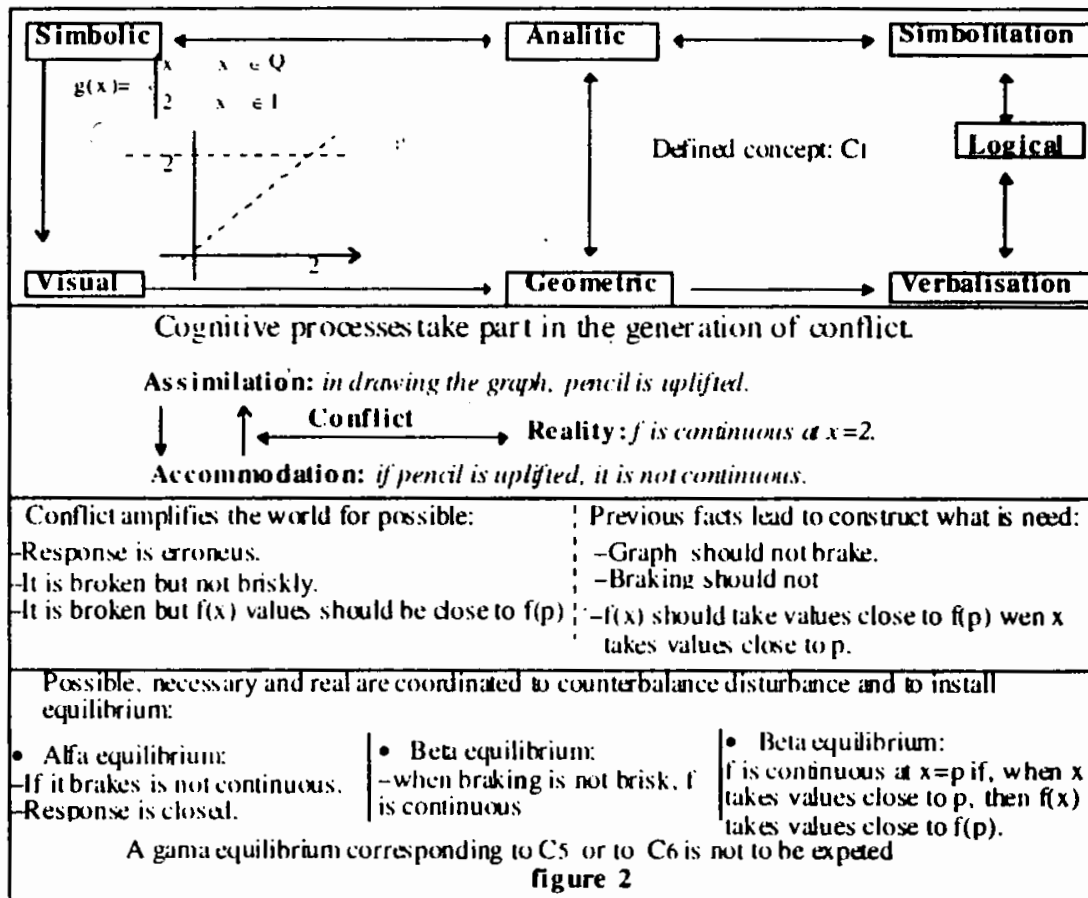 Simbolic Analitic Simbolitation
x x ∈ Q
g(x)=
2 x ∈ I
2
Defined concept: C1
Logical
2
Visual Geometric Verbalisation
Cognitive processes take part in the generation of conflict.
Assimilation: in drawing the graph, pencil is uplifted.
Conflict
Reality: f is continuous at x=2.
Accommodation: if pencil is uplifted, it is not continuous.
Conflict amplifies the world for possible:
-Response is erroneus.
-It is broken but not briskly.
-It is broken but f(x) values should be close to f(p)
Previous facts lead to construct what is need:
-Graph should not brake.
-Braking should not
-f(x) should take values close to f(p) wen x
takes values close to p.
Possible, necessary and real are coordinated to counterbalance disturbance and to install
equilibrium:
• Alfa equilibrium:
-If it brakes is not continuous.
-Response is closed.
• Beta equilibrium:
-when braking is not brisk, f
is continuous
• Beta equilibrium:
f is continuous at x=p if, when x
takes values close to p, then f(x)
takes values close to f(p).
A gama equilibrium corresponding to C5 or to C6 is not to be expeted
figure 2